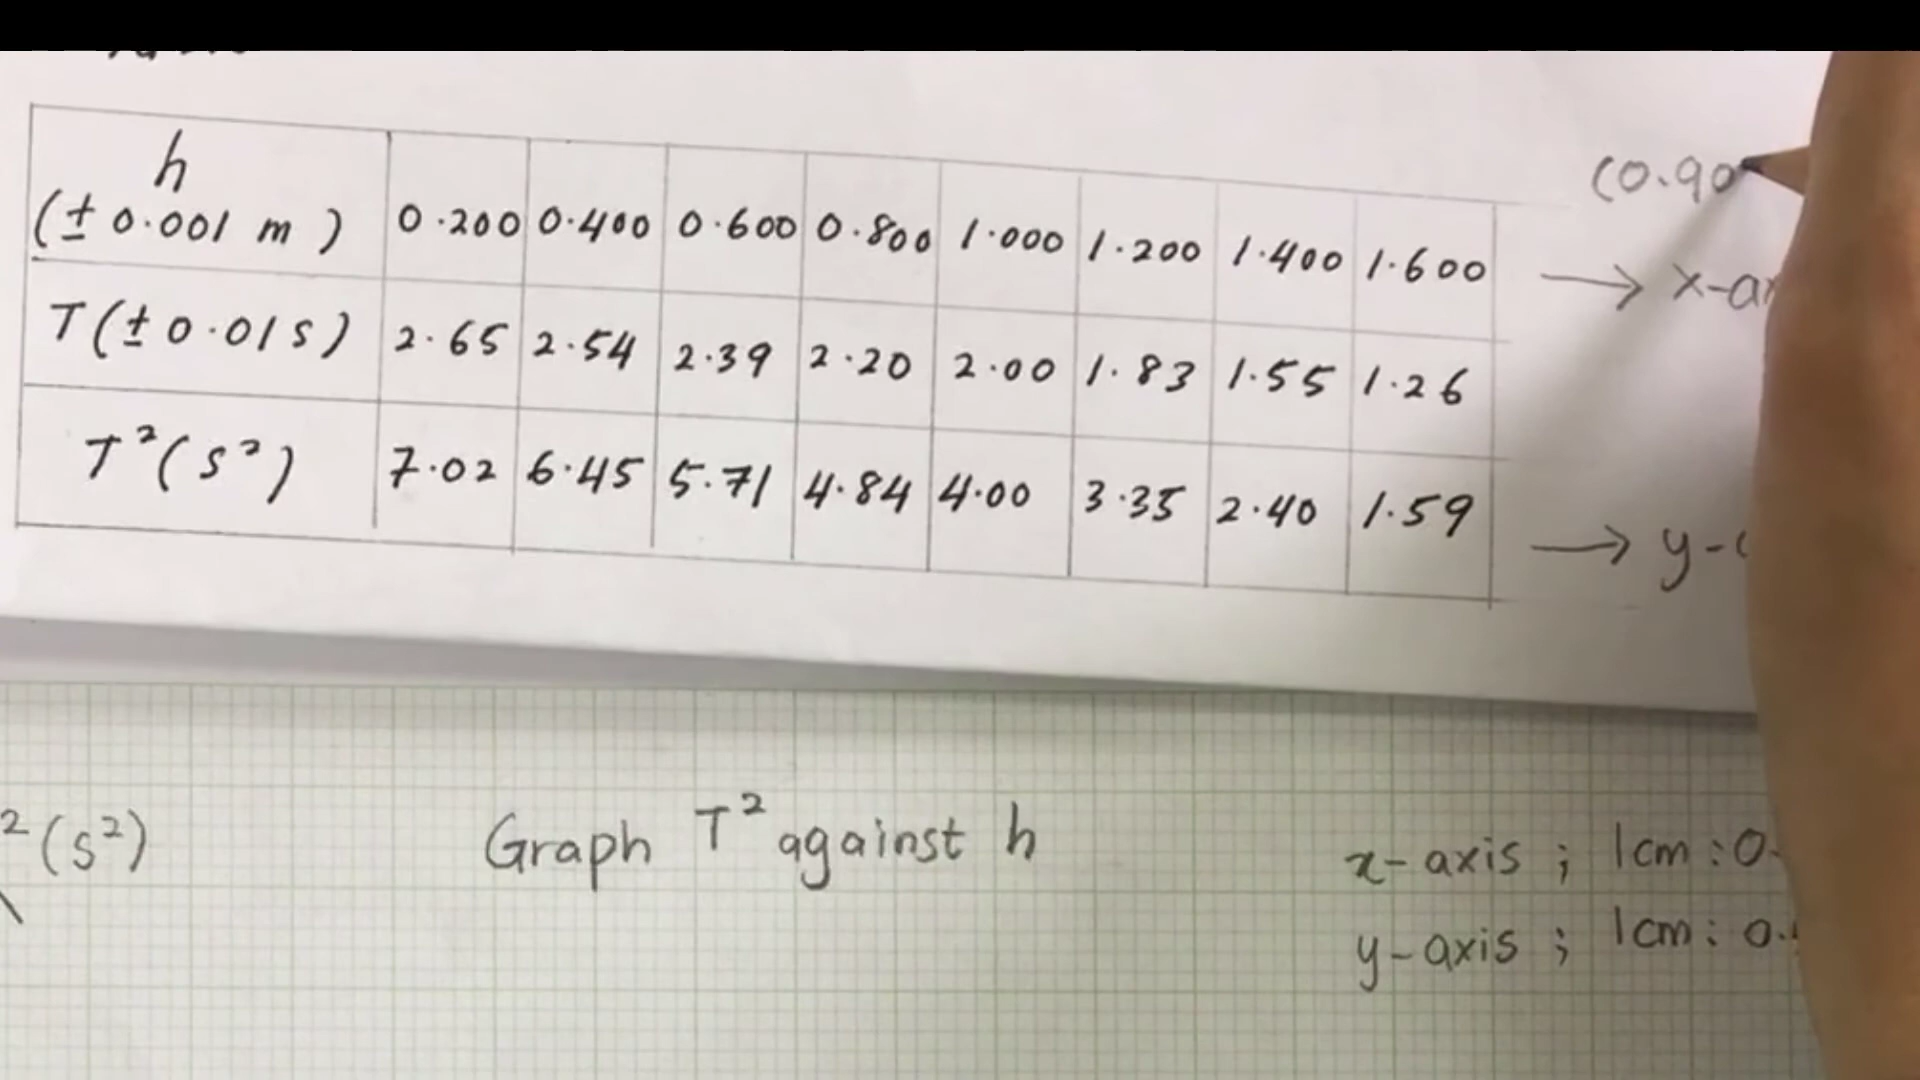 h (± 0.001 m) 0.200 0.400 0.600 0.800 1.000 1.200 1.400 1.600
T (± 0.01 s) 2.65 2.54 2.39 2.20 2.00 1.83 1.55 1.26
T² (s²) 7.02 6.45 5.71 4.84 4.00 3.35 2.40 1.59
(0.90
→ x-a
→ y-
² (s²)
Graph T² against h
x-axis ; 1cm : 0.
y-axis ; 1cm : 0.